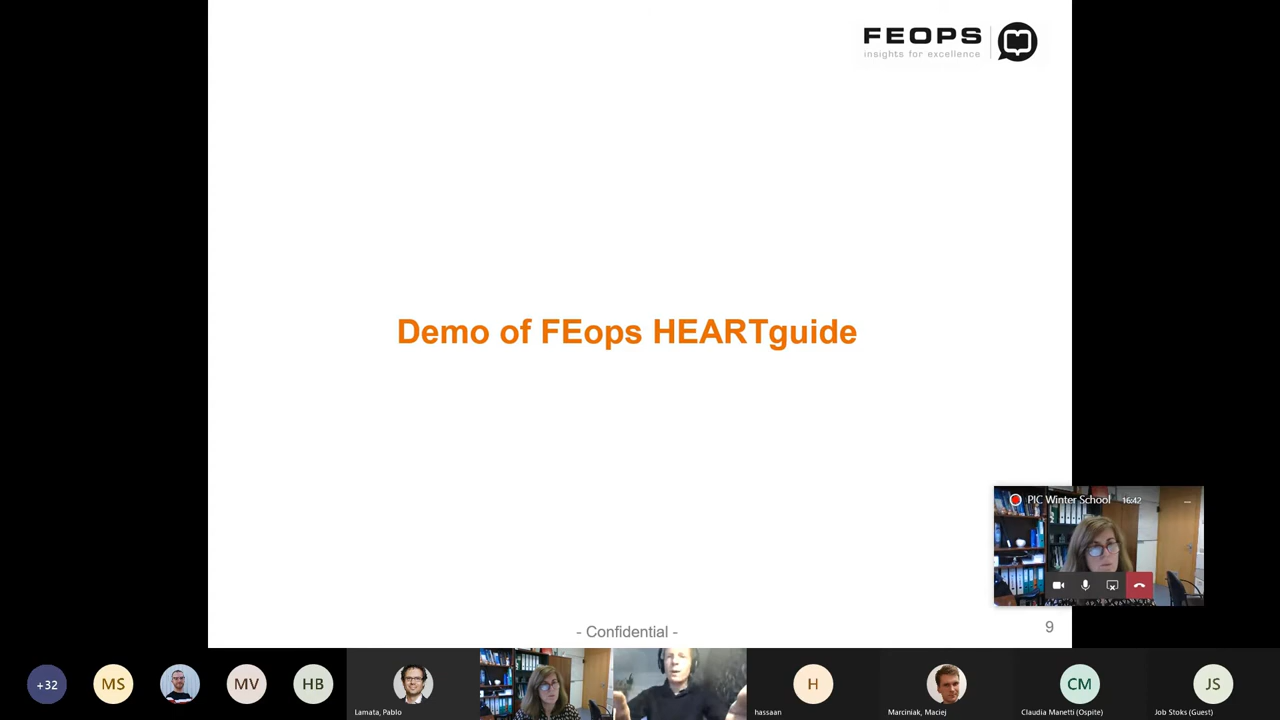 FEOPS
insights for excellence
Demo of FEops HEARTguide
PIC Winter School 16:42
- Confidential -
9
+32
MS
MV
HB
Lamata, Pablo
H
hassaan
Marciniak, Maciej
CM
Claudia Manetti (Ospite)
JS
Job Stoks (Guest)